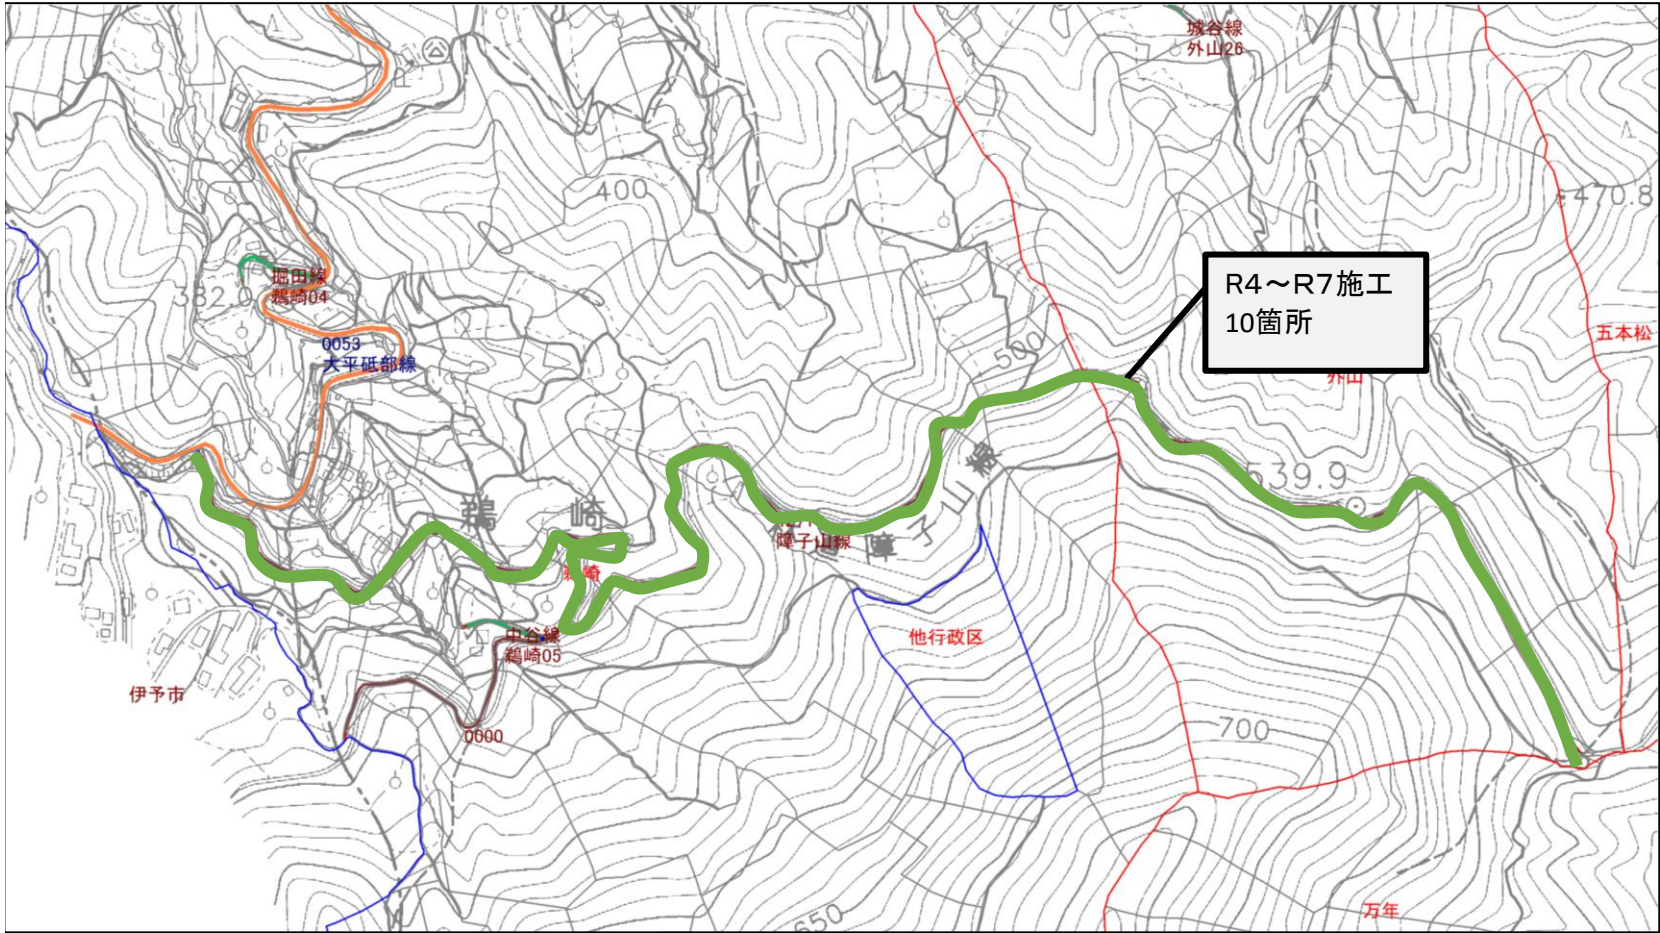 城谷線
外山26
400
470.8
堀田線
鵜崎04
382.
0053
大平砥部線
R4～R7施工
10箇所
五本松
外山
500
539.9
鵜 崎
障子山線
障 子 山 線
鵜崎
中谷線
鵜崎05
他行政区
伊予市
0000
700
650
万年